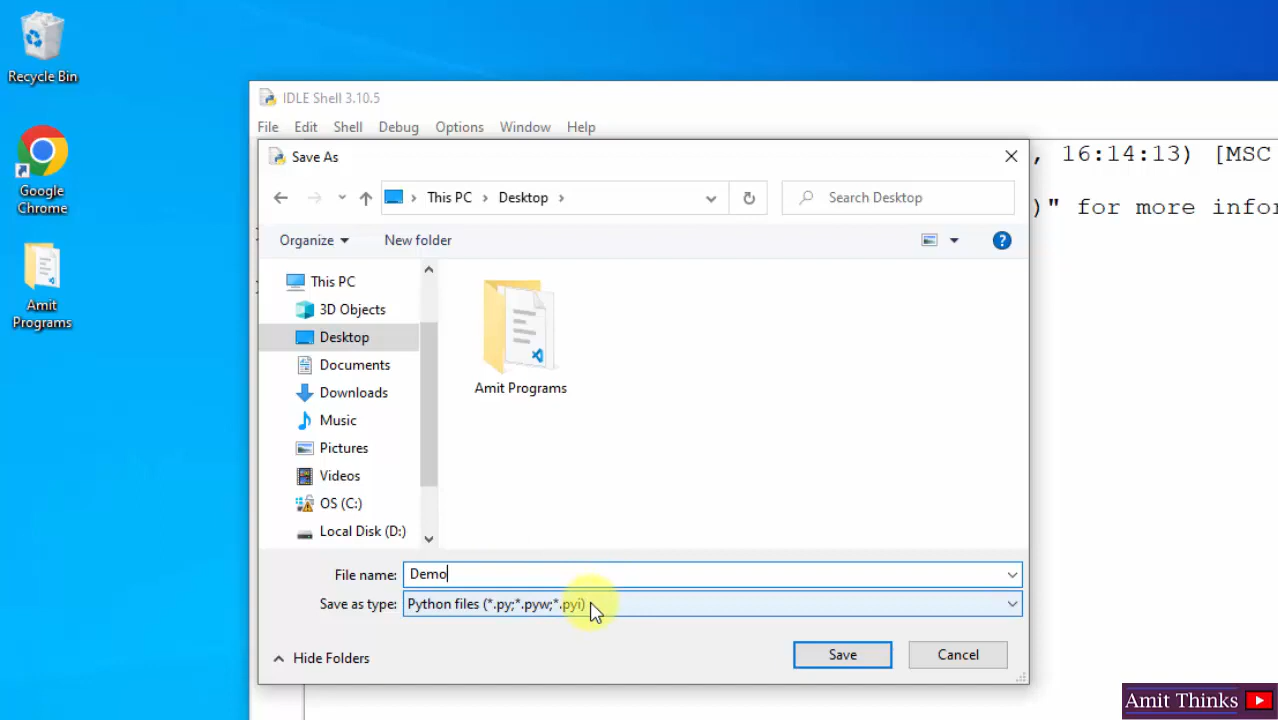 Recycle Bin
Google
Chrome
Amit
Programs
IDLE Shell 3.10.5
File Edit Shell Debug Options Window Help
, 16:14:13) [MSC
)" for more infor
Save As
This PC > Desktop >
Search Desktop
Organize
New folder
This PC
3D Objects
Desktop
Documents
Downloads
Music
Pictures
Videos
OS (C:)
Local Disk (D:)
Amit Programs
File name: Demo
Save as type: Python files (*.py;*.pyw;*.pyi)
Hide Folders
Save
Cancel
Amit Thinks